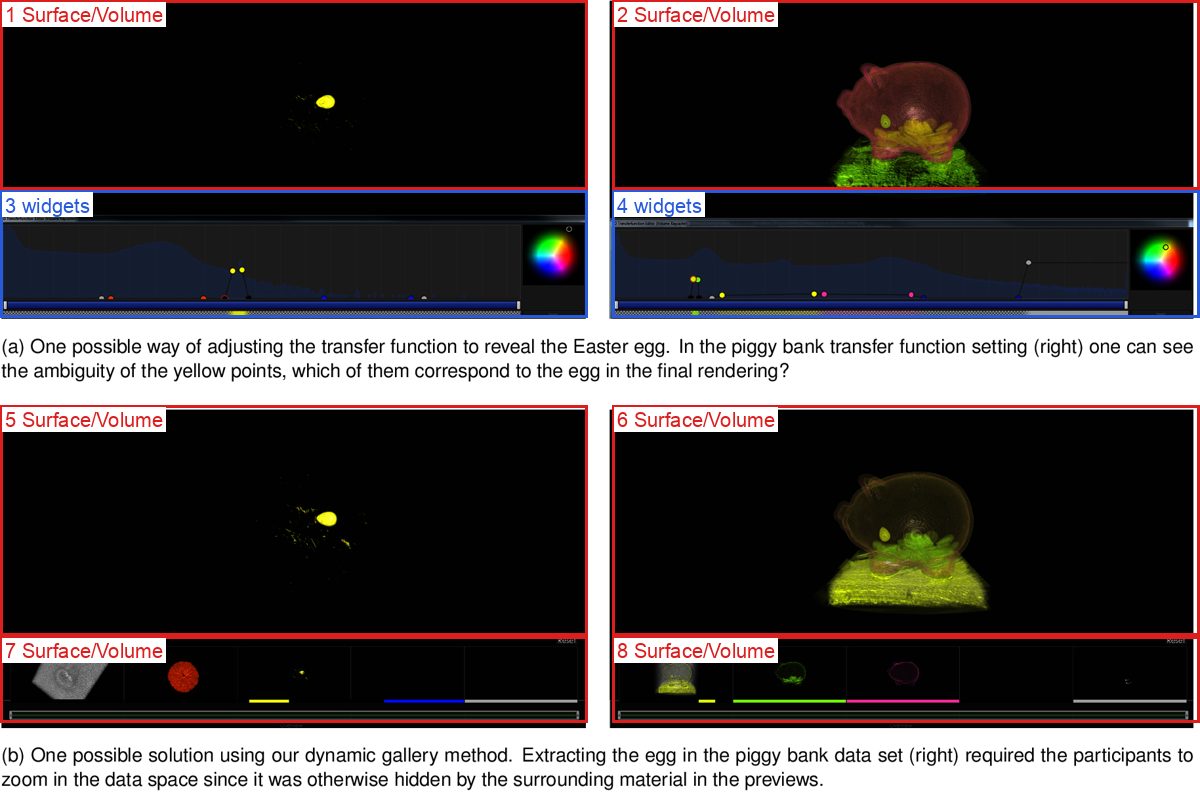 1 Surface/Volume
2 Surface/Volume
3 widgets
4 widgets
(a) One possible way of adjusting the transfer function to reveal the Easter egg. In the piggy bank transfer function setting (right) one can see
the ambiguity of the yellow points, which of them correspond to the egg in the final rendering?
5 Surface/Volume
6 Surface/Volume
Reset
Reset
7 Surface/Volume
8 Surface/Volume
(b) One possible solution using our dynamic gallery method. Extracting the egg in the piggy bank data set (right) required the participants to
zoom in the data space since it was otherwise hidden by the surrounding material in the previews.